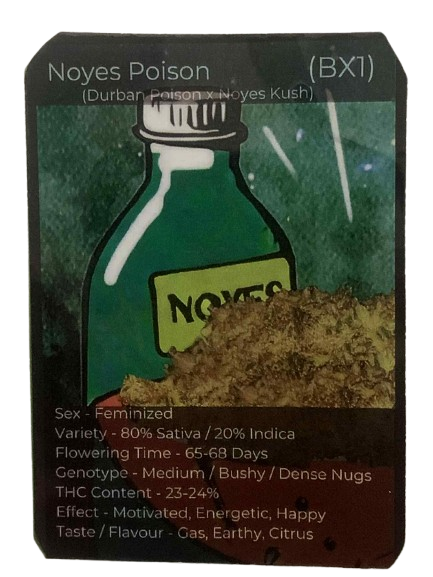 Noyes Poison (BX1)
(Durban Poison x Noyes Kush)
NOYES
Sex - Feminized
Variety - 80% Sativa / 20% Indica
Flowering Time - 65-68 Days
Genotype - Medium / Bushy / Dense Nugs
THC Content - 23-24%
Effect - Motivated, Energetic, Happy
Taste / Flavour - Gas, Earthy, Citrus